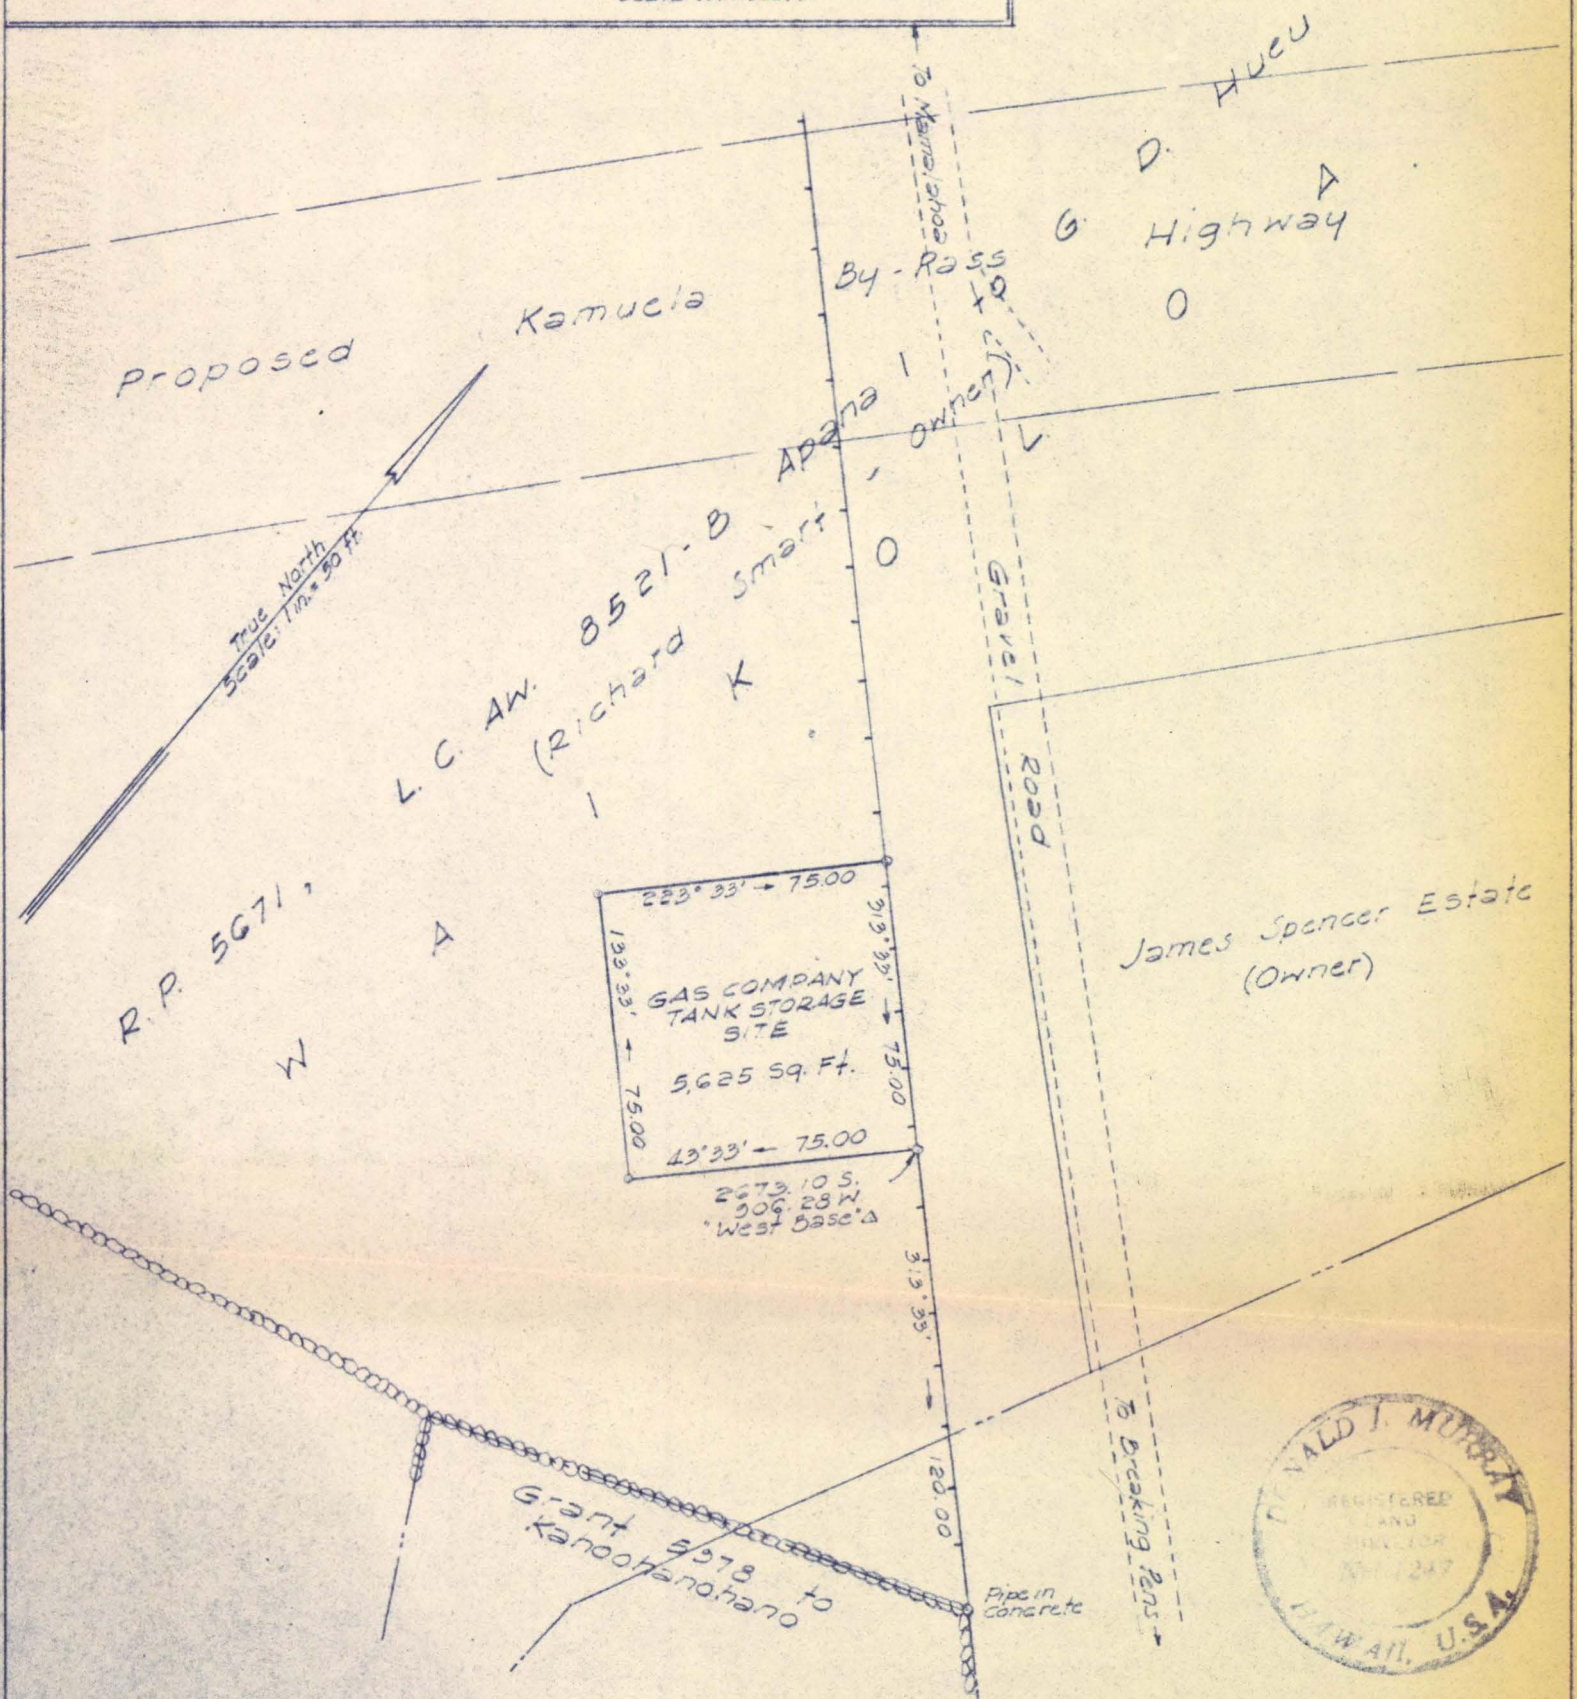 To Mamalahoa
Hueu
G. D.
Proposed Kamuela By-Pass Highway
True North
Scale: 1 in. = 50 ft.
R. P. 5671, L. C. AW. 8521-B Apana 1
(Richard Smart, Owner)
W A I K O L O A
Gravel Road
223° 33' → 75.00
133° 33' ← 75.00
313° 33' → 75.00
GAS COMPANY
TANK STORAGE
SITE
5,625 Sq. Ft.
43° 33' ← 75.00
2673.10 S.
906.28 W.
"West Base" Δ
313° 33' → 120.00
James Spencer Estate
(Owner)
Grant 5978 to
Kanoohanohano
Pipe in
Concrete
To Breaking Pens →
DONALD J. MURRAY
REGISTERED
LAND
SURVEYOR
HAWAII, U.S.A.